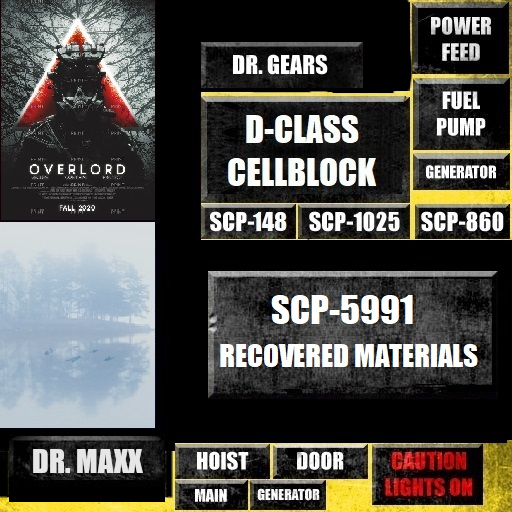 OVERLORD
FALL 2020
DR. GEARS
D-CLASS
CELLBLOCK
SCP-148
SCP-1025
POWER
FEED
FUEL
PUMP
GENERATOR
SCP-860
SCP-5991
RECOVERED MATERIALS
DR. MAXX
HOIST
DOOR
MAIN
GENERATOR
CAUTION
LIGHTS ON